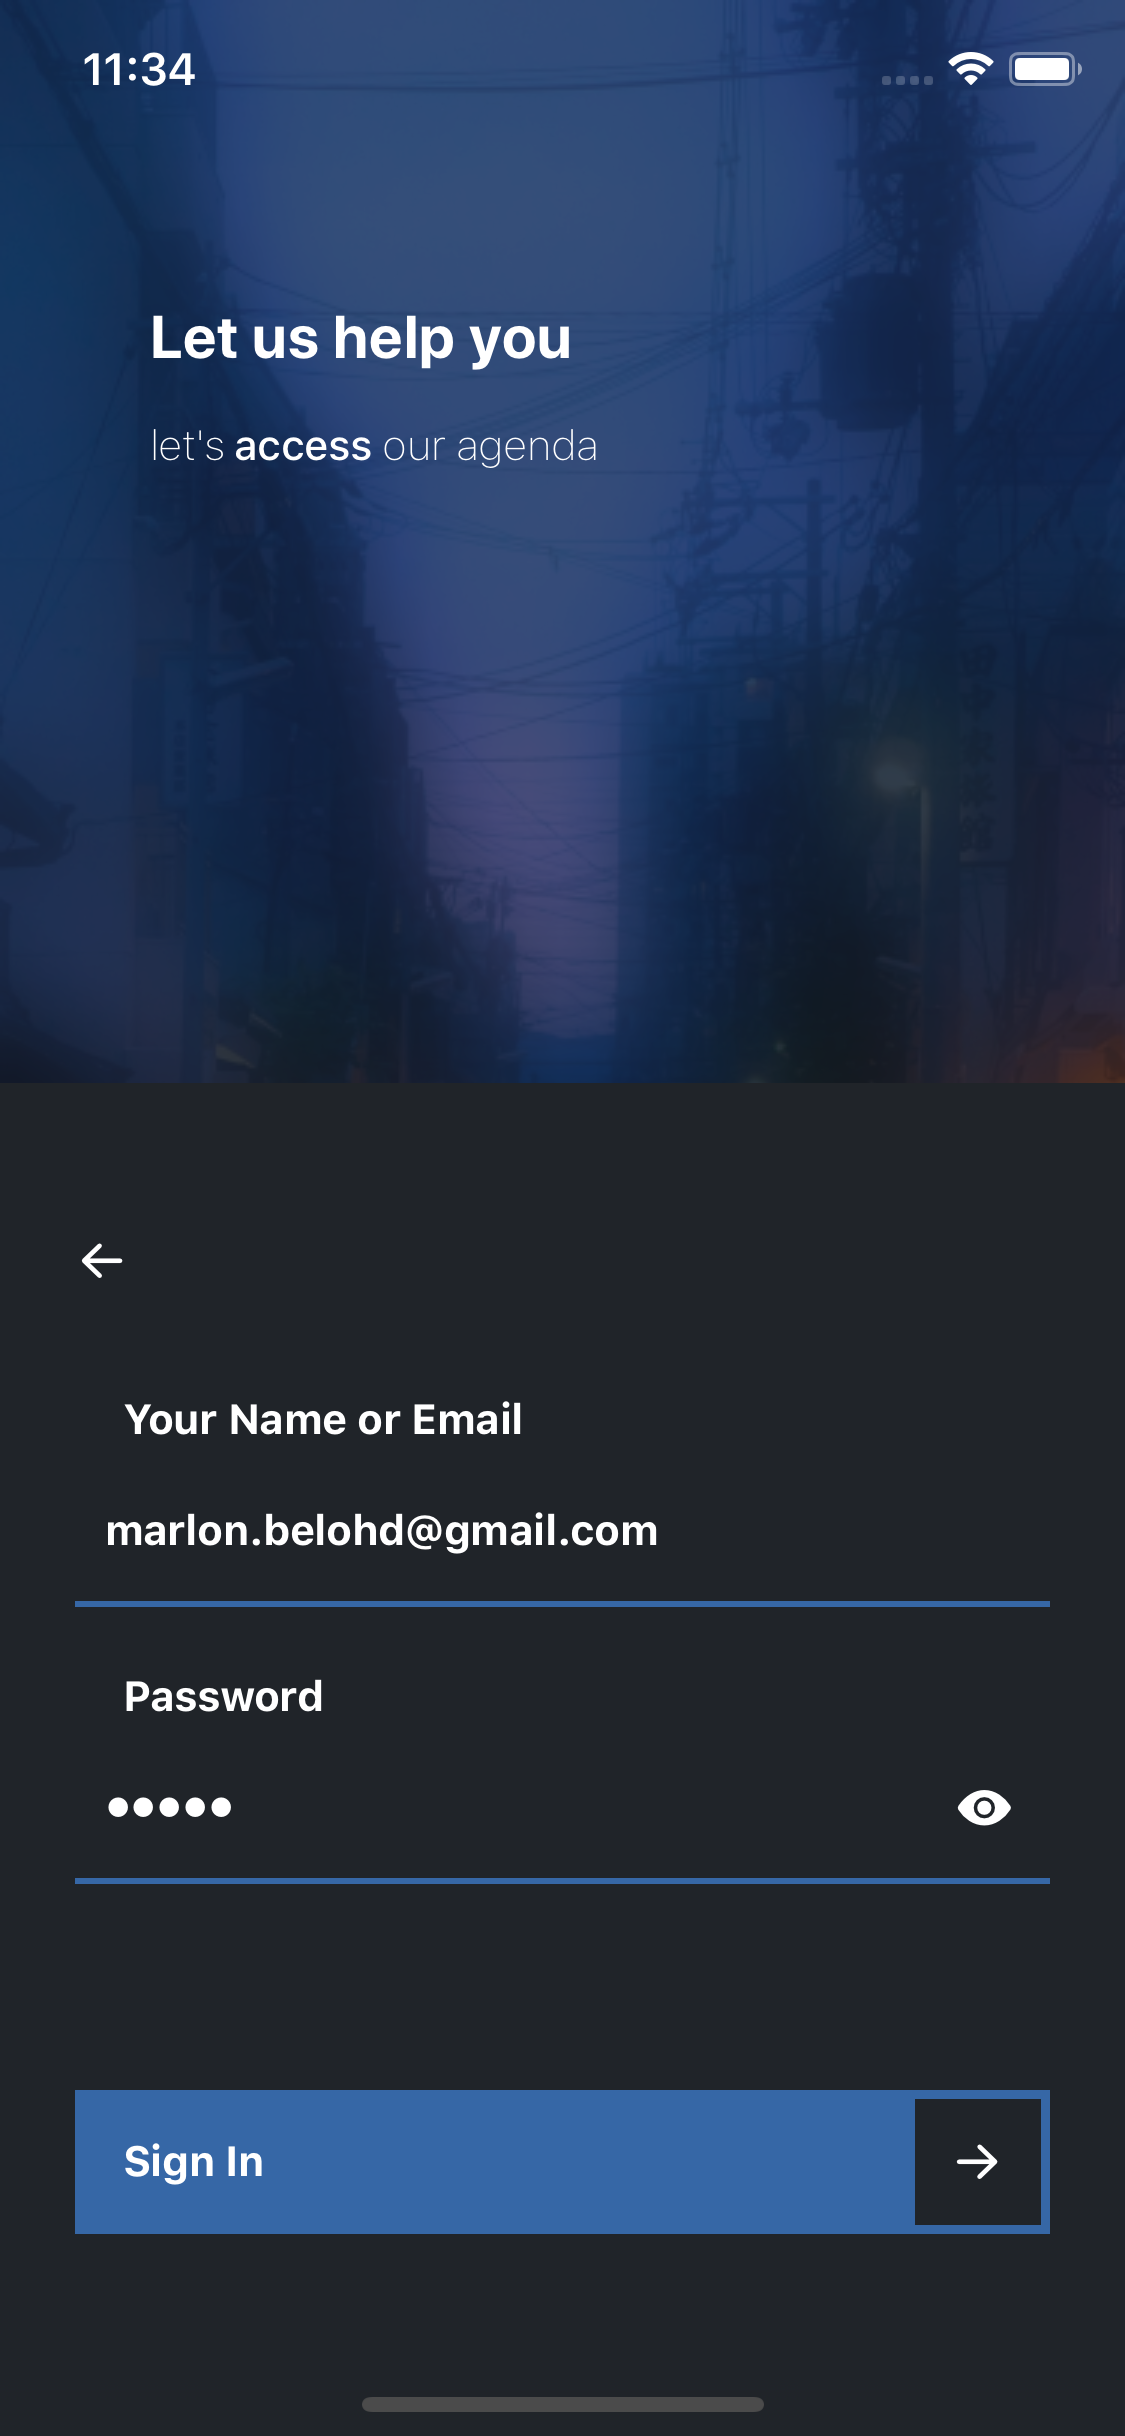 11:34
Let us help you
let's access our agenda
Your Name or Email
marlon.belohd@gmail.com
Password
•••••
Sign In